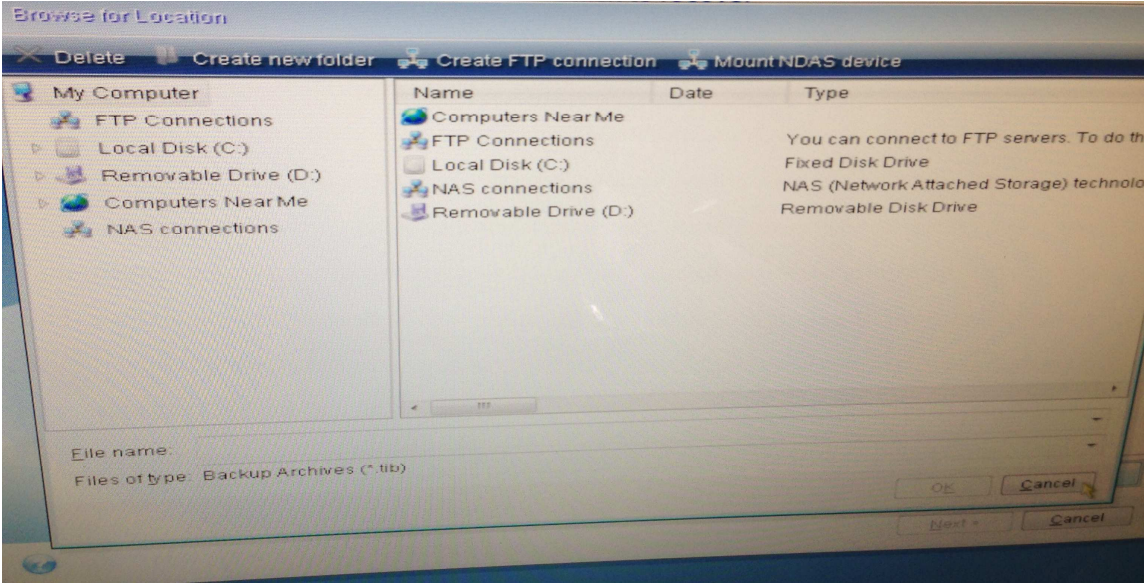 Browse for Location
Delete Create new folder Create FTP connection Mount NDAS device
My Computer
FTP Connections
Local Disk (C:)
Removable Drive (D:)
Computers Near Me
NAS connections
Name Date Type
Computers Near Me
FTP Connections You can connect to FTP servers. To do th
Local Disk (C:) Fixed Disk Drive
NAS connections NAS (Network Attached Storage) technolo
Removable Drive (D:) Removable Disk Drive
File name:
Files of type: Backup Archives (*.tib)
OK Cancel
Next > Cancel